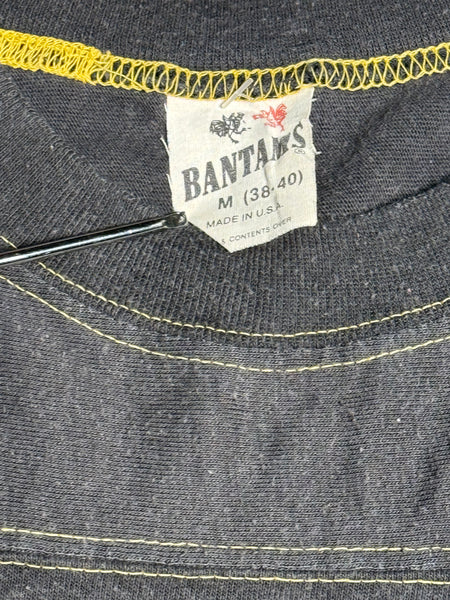 BANTAMS
M (38-40)
MADE IN U.S.A.
CONTENTS OVER